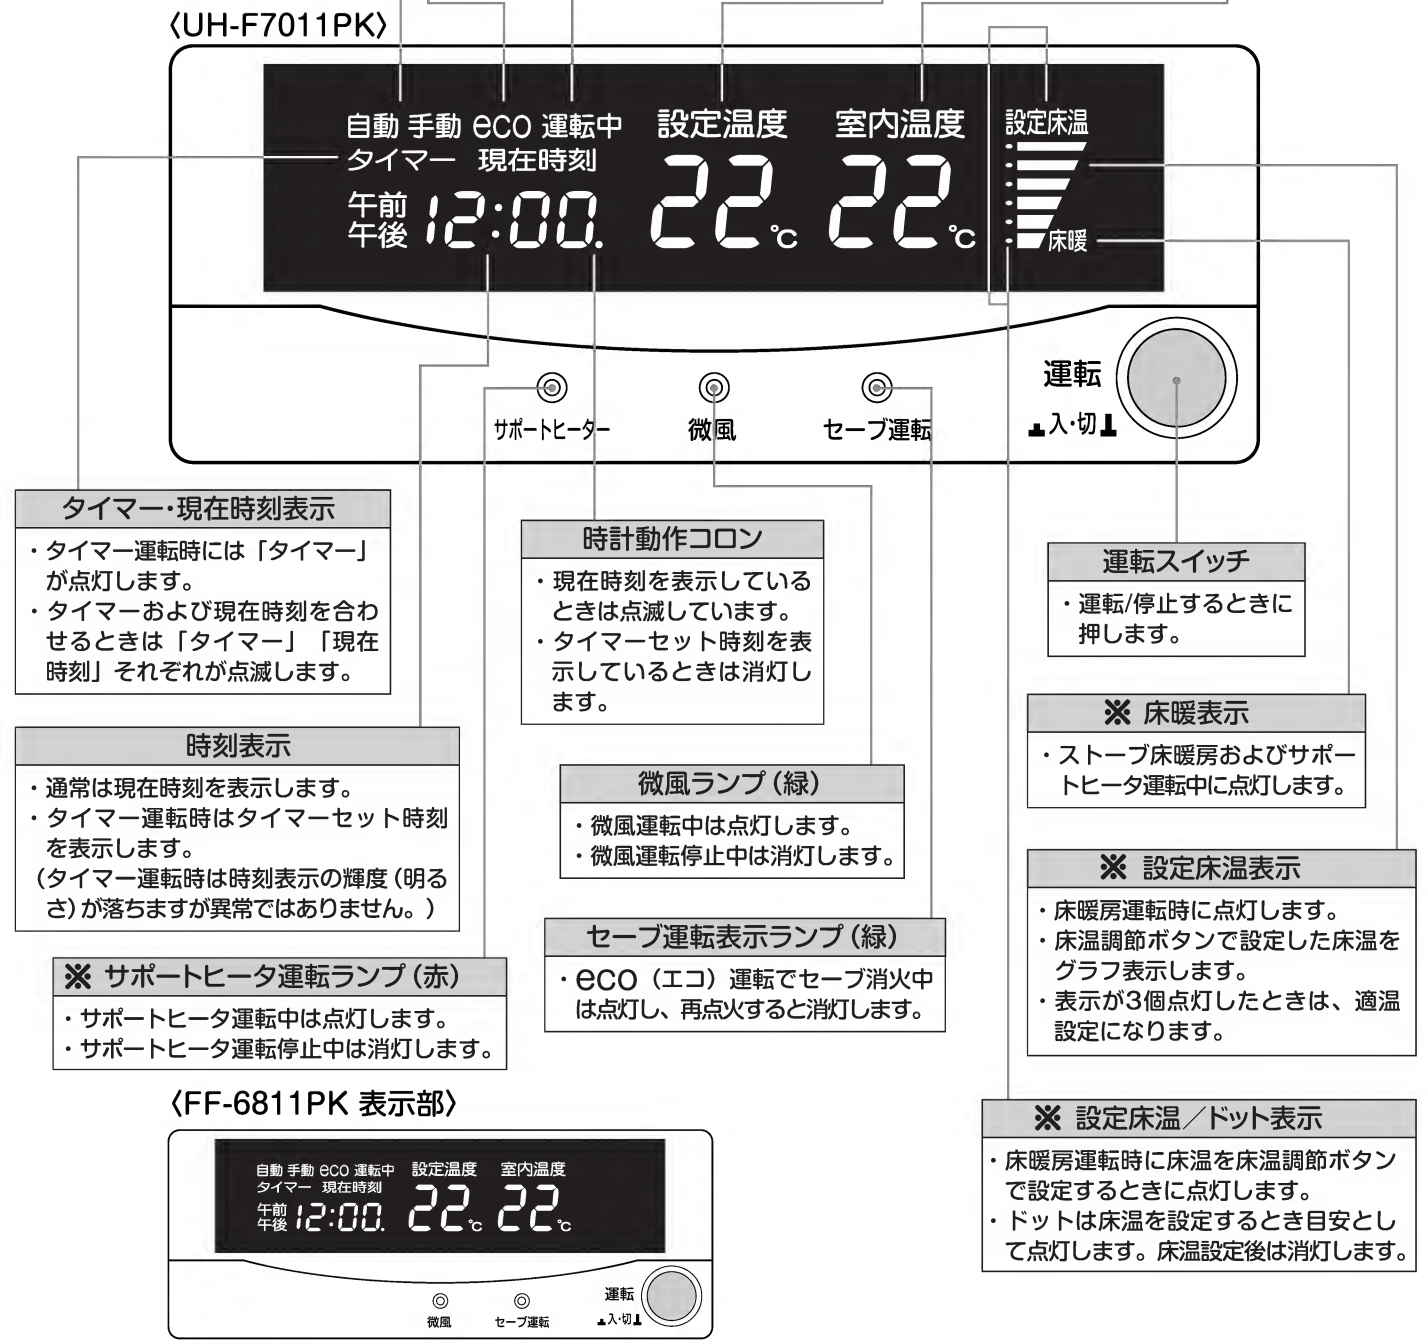 〈UH-F7011PK〉
自動 手動 eco 運転中
タイマー 現在時刻
午前
午後
12:00.
設定温度
22℃
室内温度
22℃
設定床温
床暖
サポートヒーター
微風
セーブ運転
運転
入・切
タイマー・現在時刻表示
・タイマー運転時には「タイマー」
が点灯します。
・タイマーおよび現在時刻を合わ
せるときは「タイマー」「現在
時刻」それぞれが点滅します。
時刻表示
・通常は現在時刻を表示します。
・タイマー運転時はタイマーセット時刻
を表示します。
（タイマー運転時は時刻表示の輝度（明る
さ）が落ちますが異常ではありません。）
※ サポートヒータ運転ランプ（赤）
・サポートヒータ運転中は点灯します。
・サポートヒータ運転停止中は消灯します。
時計動作コロン
・現在時刻を表示している
ときは点滅しています。
・タイマーセット時刻を表
示しているときは消灯し
ます。
微風ランプ（緑）
・微風運転中は点灯します。
・微風運転停止中は消灯します。
セーブ運転表示ランプ（緑）
・eco（エコ）運転でセーブ消火中
は点灯し、再点火すると消灯します。
運転スイッチ
・運転/停止するときに
押します。
※ 床暖表示
・ストーブ床暖房およびサポー
トヒータ運転中に点灯します。
※ 設定床温表示
・床暖房運転時に点灯します。
・床温調節ボタンで設定した床温を
グラフ表示します。
・表示が3個点灯したときは、適温
設定になります。
※ 設定床温／ドット表示
・床暖房運転時に床温を床温調節ボタン
で設定するときに点灯します。
・ドットは床温を設定するとき目安とし
て点灯します。床温設定後は消灯します。
〈FF-6811PK 表示部〉
自動 手動 eco 運転中
タイマー 現在時刻
午前
午後
12:00.
設定温度
22℃
室内温度
22℃
微風
セーブ運転
運転
入・切